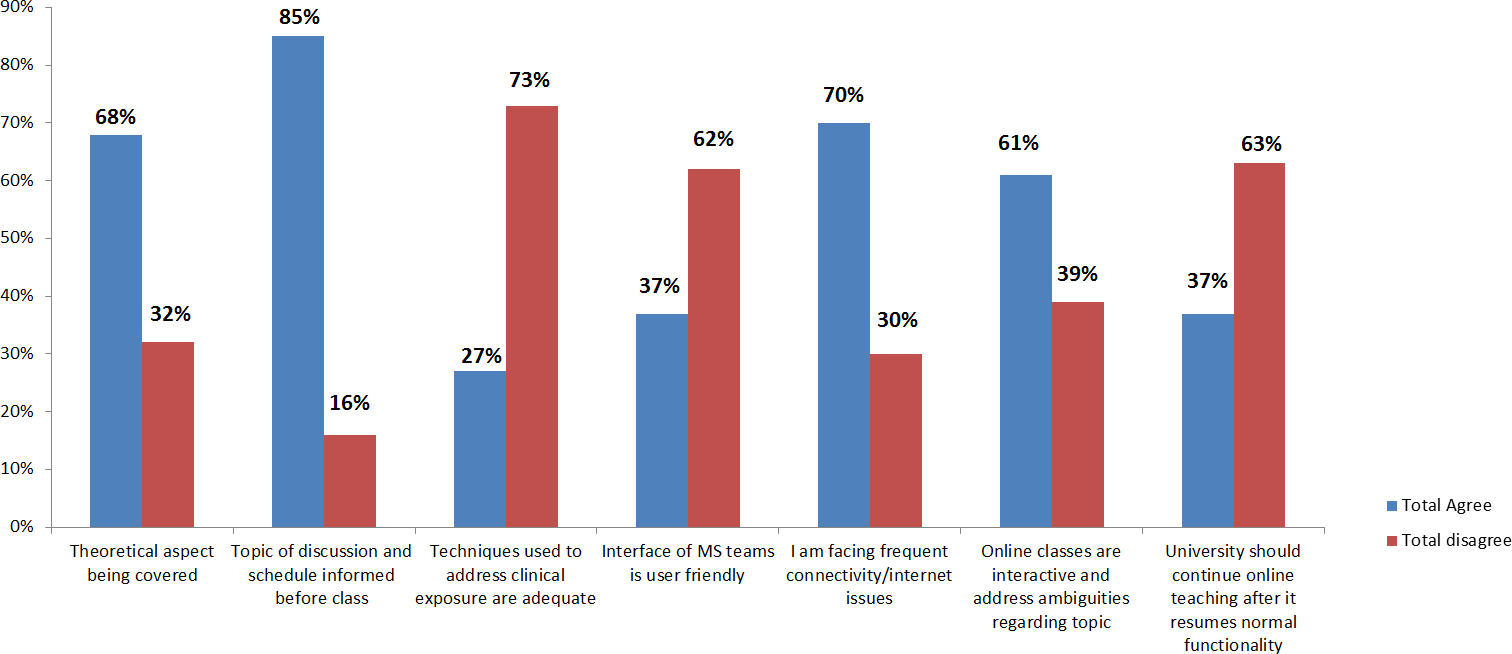 90%
80%
70%
60%
50%
40%
30%
20%
10%
0%
68%
32%
85%
16%
27%
73%
37%
62%
70%
30%
61%
39%
37%
63%
Theoretical aspect
being covered
Topic of discussion and
schedule informed
before class
Techniques used to
address clinical
exposure are adequate
Interface of MS teams
is user friendly
I am facing frequent
connectivity/internet
issues
Online classes are
interactive and
address ambiguities
regarding topic
University should
continue online
teaching after it
resumes normal
functionality
Total Agree
Total disagree